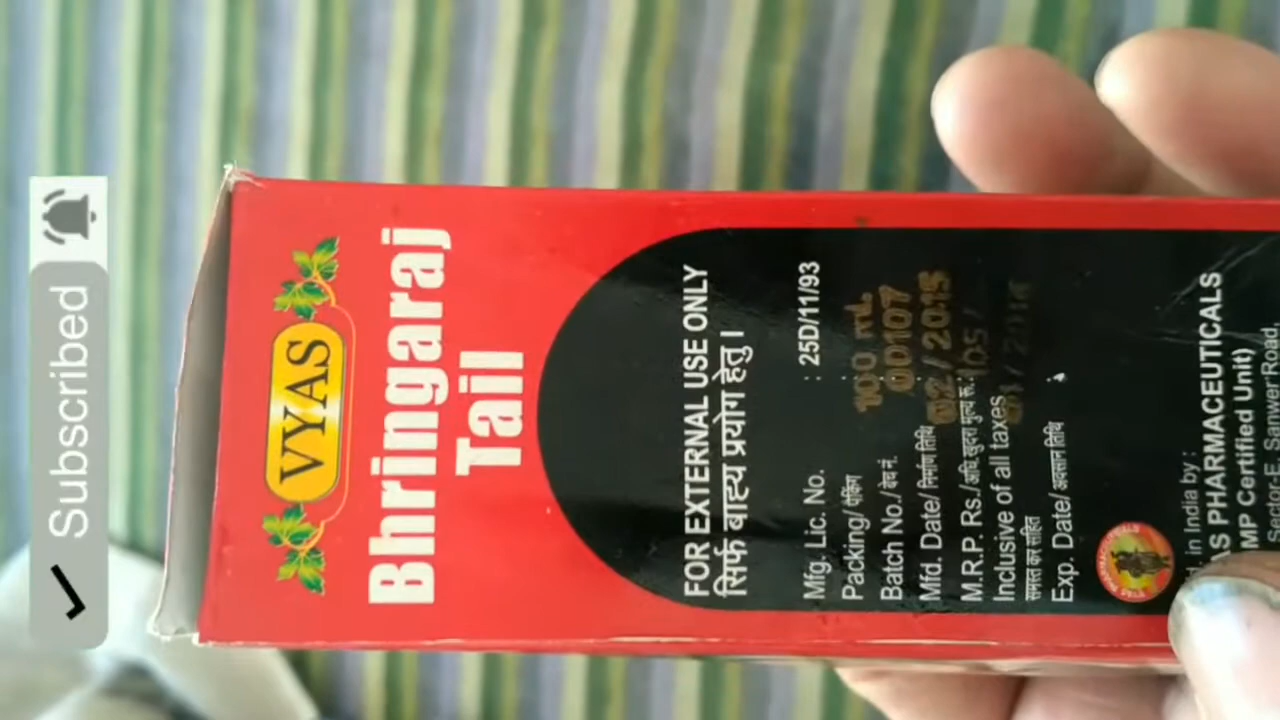 VYAS
Bhringaraj
Tail
FOR EXTERNAL USE ONLY
सिर्फ बाह्य प्रयोग हेतु ।
Mfg. Lic. No. : 25D/11/93
Packing/ पेकिंग : 100 mL
Batch No./ बेच नं. : 00107
Mfd. Date/ निर्माण तिथि : 02/2015
M.R.P. Rs./ अधि.खुदरा मूल्य रू. : 105/
Inclusive of all taxes
समस्त कर सहित
Exp. Date/ अवसान तिथि :
in India by :
AS PHARMACEUTICALS
MP Certified Unit)
Sector-E, Sanwer Road,
Subscribed